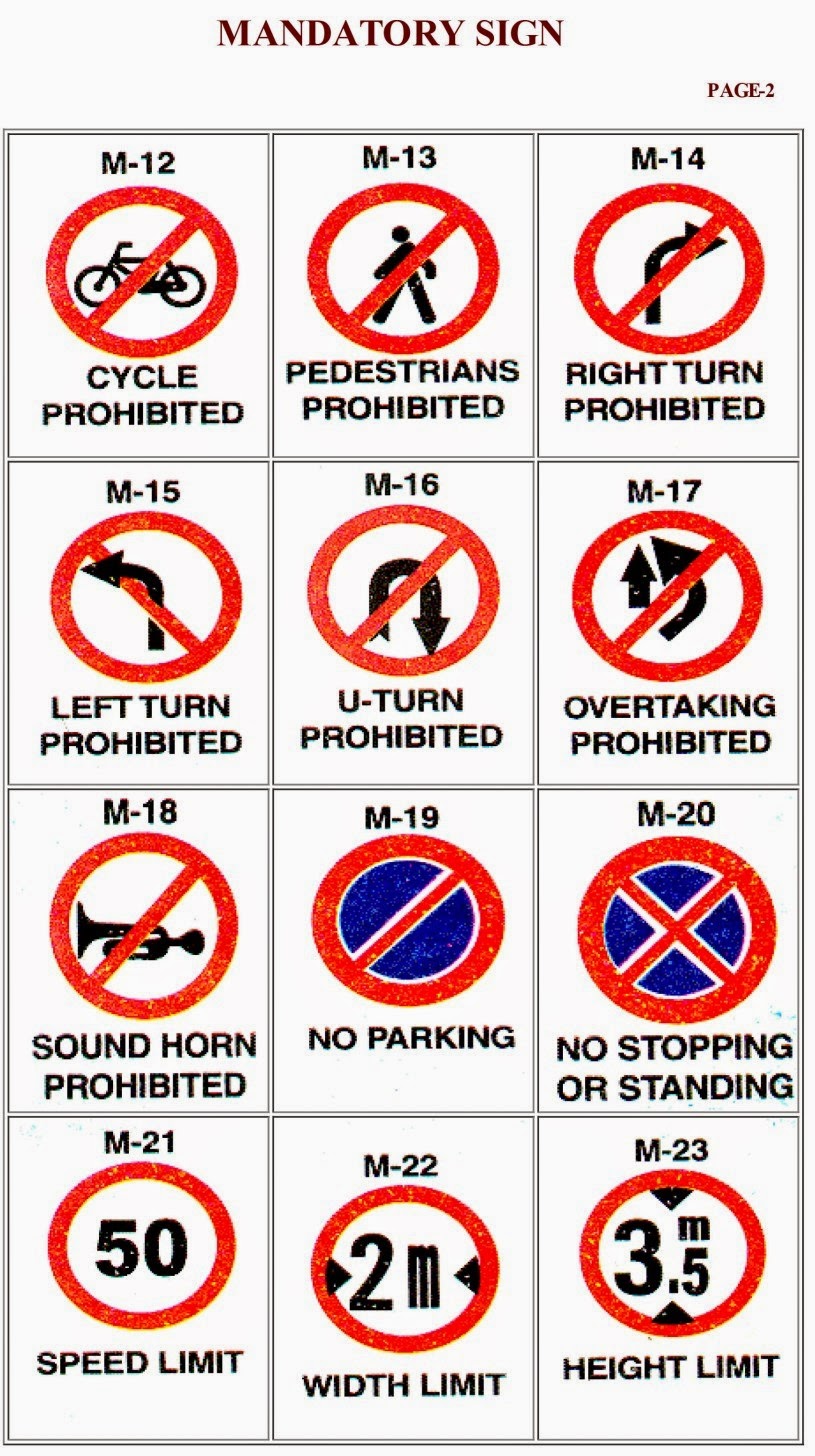 MANDATORY SIGN
PAGE-2
M-12
CYCLE
PROHIBITED
M-13
PEDESTRIANS
PROHIBITED
M-14
RIGHT TURN
PROHIBITED
M-15
LEFT TURN
PROHIBITED
M-16
U-TURN
PROHIBITED
M-17
OVERTAKING
PROHIBITED
M-18
SOUND HORN
PROHIBITED
M-19
NO PARKING
M-20
NO STOPPING
OR STANDING
M-21
50
SPEED LIMIT
M-22
2 m
WIDTH LIMIT
M-23
3.5 m
HEIGHT LIMIT